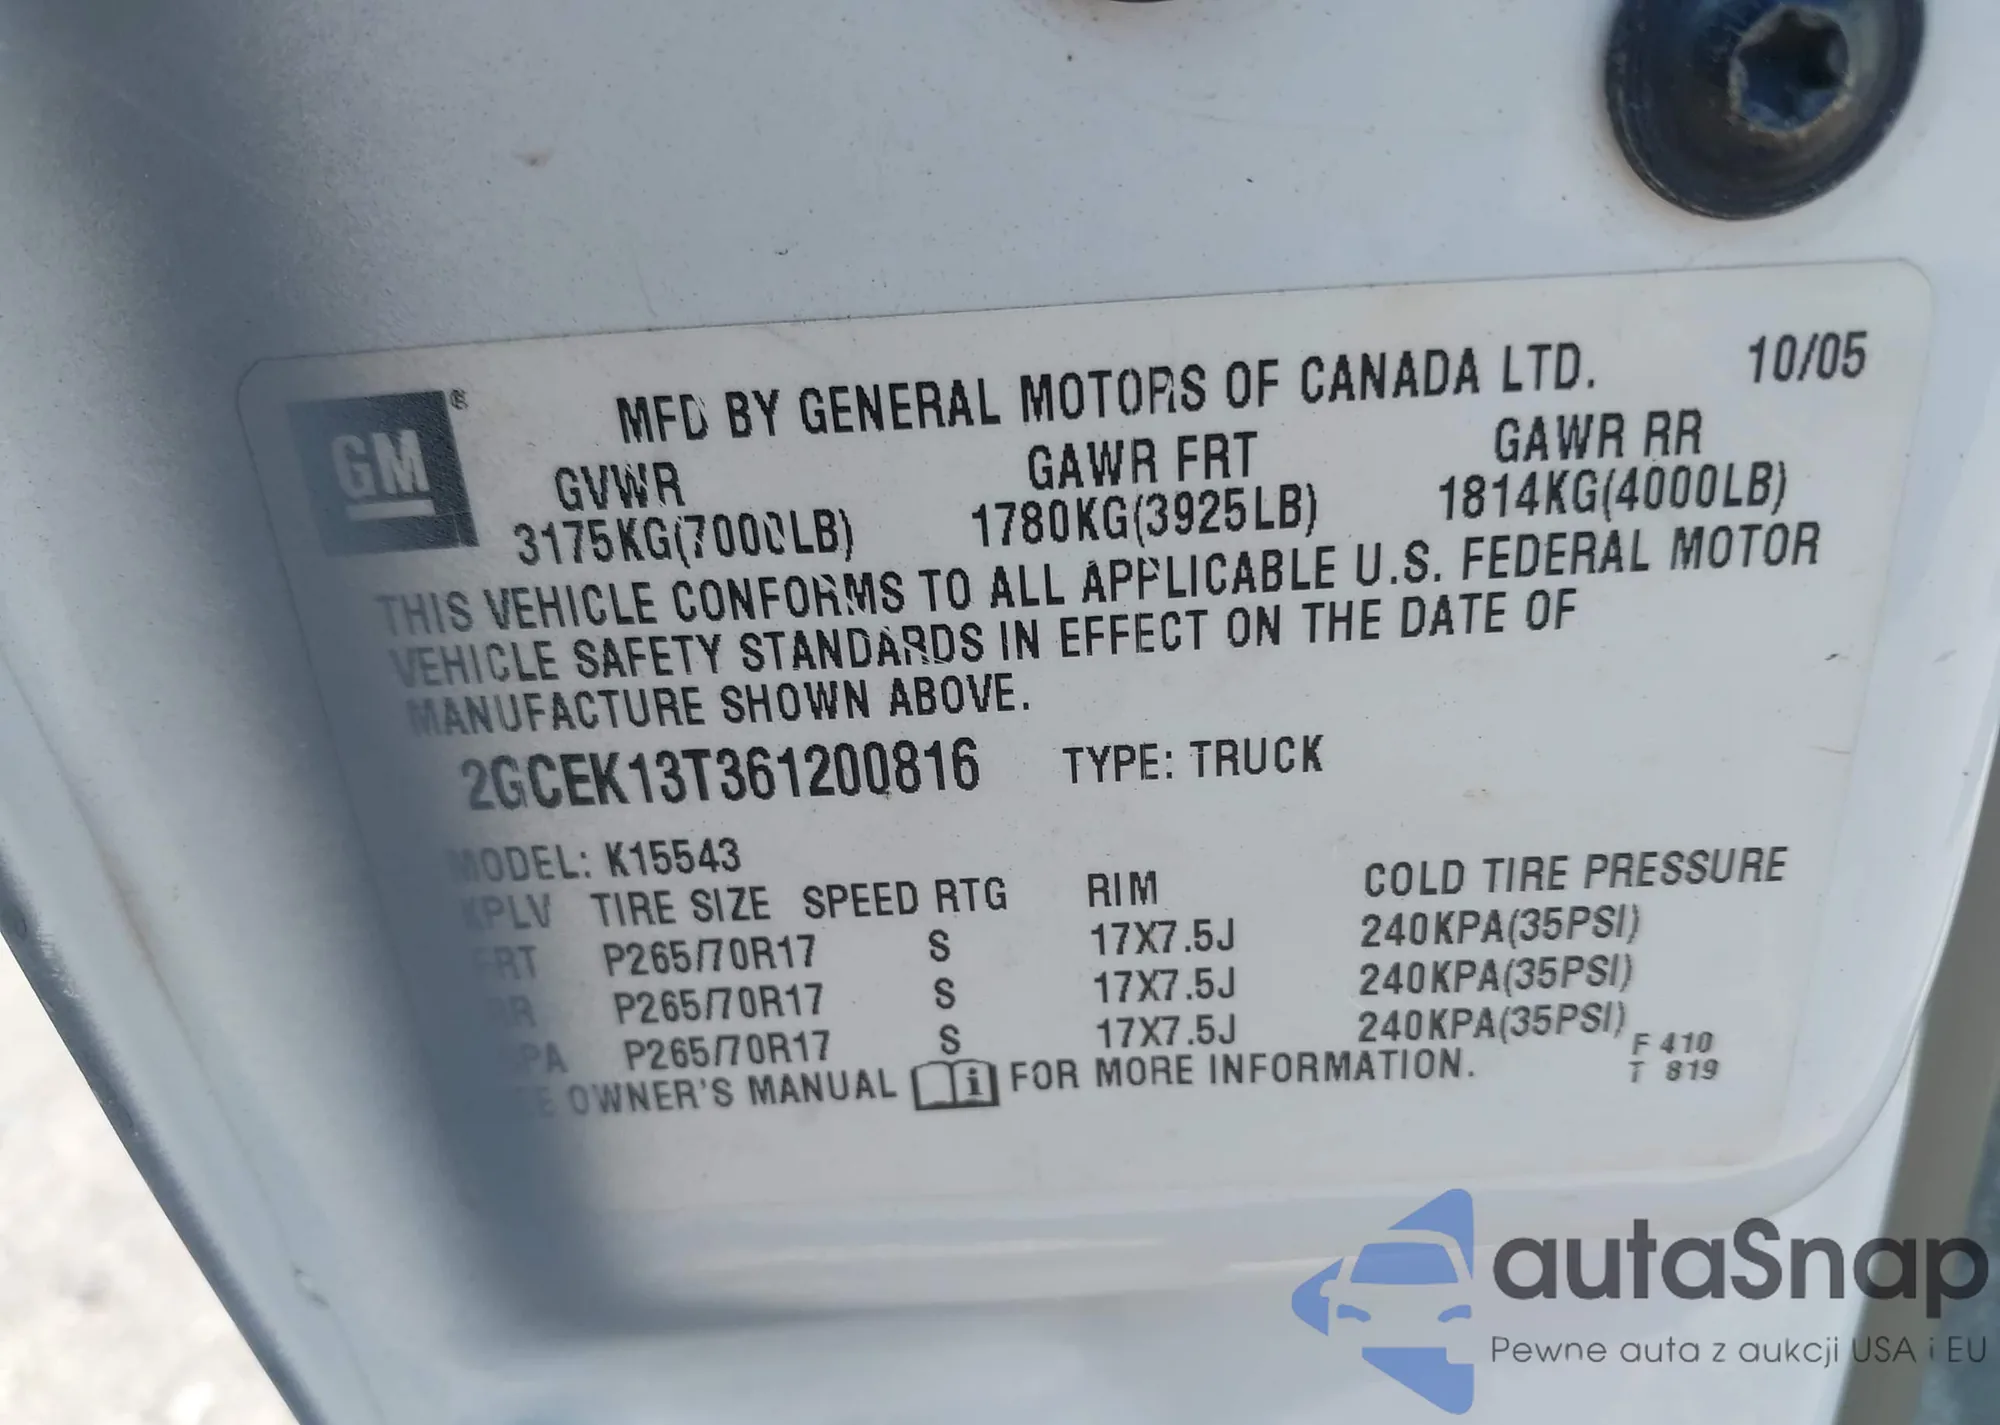 GM®
MFD BY GENERAL MOTORS OF CANADA LTD. 10/05
GVWR GAWR FRT GAWR RR
3175KG(7000LB) 1780KG(3925LB) 1814KG(4000LB)
THIS VEHICLE CONFORMS TO ALL APPLICABLE U.S. FEDERAL MOTOR
VEHICLE SAFETY STANDARDS IN EFFECT ON THE DATE OF
MANUFACTURE SHOWN ABOVE.
2GCEK13T361200816 TYPE: TRUCK
MODEL: K15543
TIRE SIZE SPEED RTG RIM COLD TIRE PRESSURE
FRT P265/70R17 S 17X7.5J 240KPA(35PSI)
RR P265/70R17 S 17X7.5J 240KPA(35PSI)
P265/70R17 S 17X7.5J 240KPA(35PSI)
OWNER'S MANUAL i FOR MORE INFORMATION.
F 410
T 819
autaSnap
Pewne auta z aukcji USA i EU